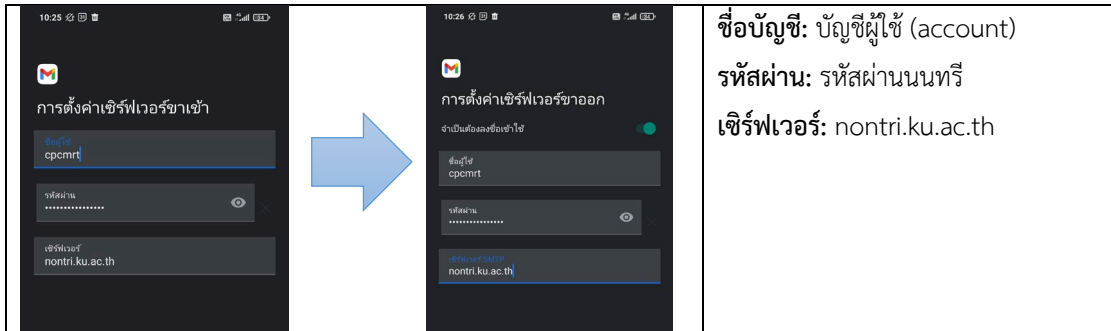 10:25
84
การตั้งค่าเซิร์ฟเวอร์ขาเข้า
ชื่อผู้ใช้
cpcmrt
รหัสผ่าน
••••••••••••••••
เซิร์ฟเวอร์
nontri.ku.ac.th
10:26
84
การตั้งค่าเซิร์ฟเวอร์ขาออก
จำเป็นต้องลงชื่อเข้าใช้
ชื่อผู้ใช้
cpcmrt
รหัสผ่าน
••••••••••••••••
เซิร์ฟเวอร์ SMTP
nontri.ku.ac.th
ชื่อบัญชี: บัญชีผู้ใช้ (account)
รหัสผ่าน: รหัสผ่านนนทรี
เซิร์ฟเวอร์: nontri.ku.ac.th